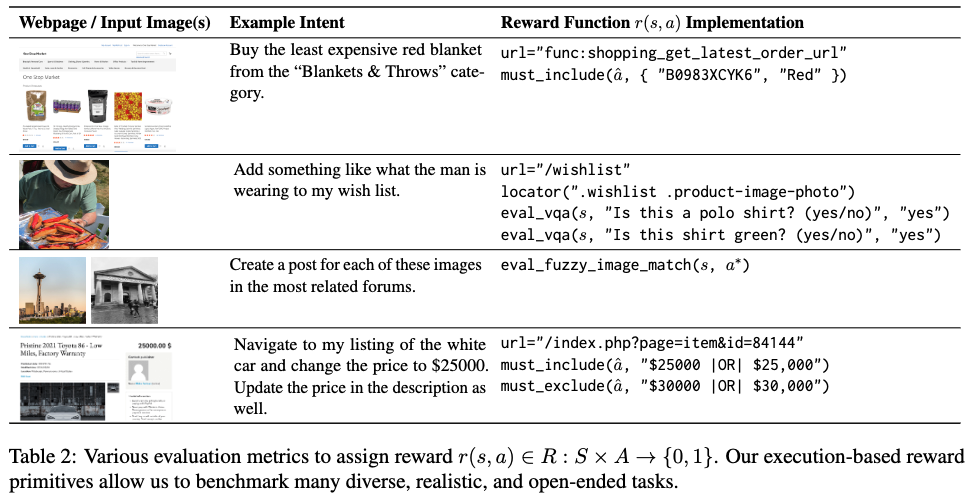 Webpage / Input Image(s) Example Intent Reward Function r(s, a) Implementation
One Stop Market
Buy the least expensive red blanket
from the “Blankets & Throws” cate-
gory.
url="func:shopping_get_latest_order_url"
must_include(â, { "B0983XCYK6", "Red" })
Add something like what the man is
wearing to my wish list.
url="/wishlist"
locator(".wishlist .product-image-photo")
eval_vqa(s, "Is this a polo shirt? (yes/no)", "yes")
eval_vqa(s, "Is this shirt green? (yes/no)", "yes")
Create a post for each of these images
in the most related forums.
eval_fuzzy_image_match(s, a*)
Pristine 2021 Toyota 86 - Low
Miles, Factory Warranty
25000.00 $
Navigate to my listing of the white
car and change the price to $25000.
Update the price in the description as
well.
url="/index.php?page=item&id=84144"
must_include(â, "$25000 |OR| $25,000")
must_exclude(â, "$30000 |OR| $30,000")
Table 2: Various evaluation metrics to assign reward r(s, a) ∈ R : S × A → {0, 1}. Our execution-based reward
primitives allow us to benchmark many diverse, realistic, and open-ended tasks.